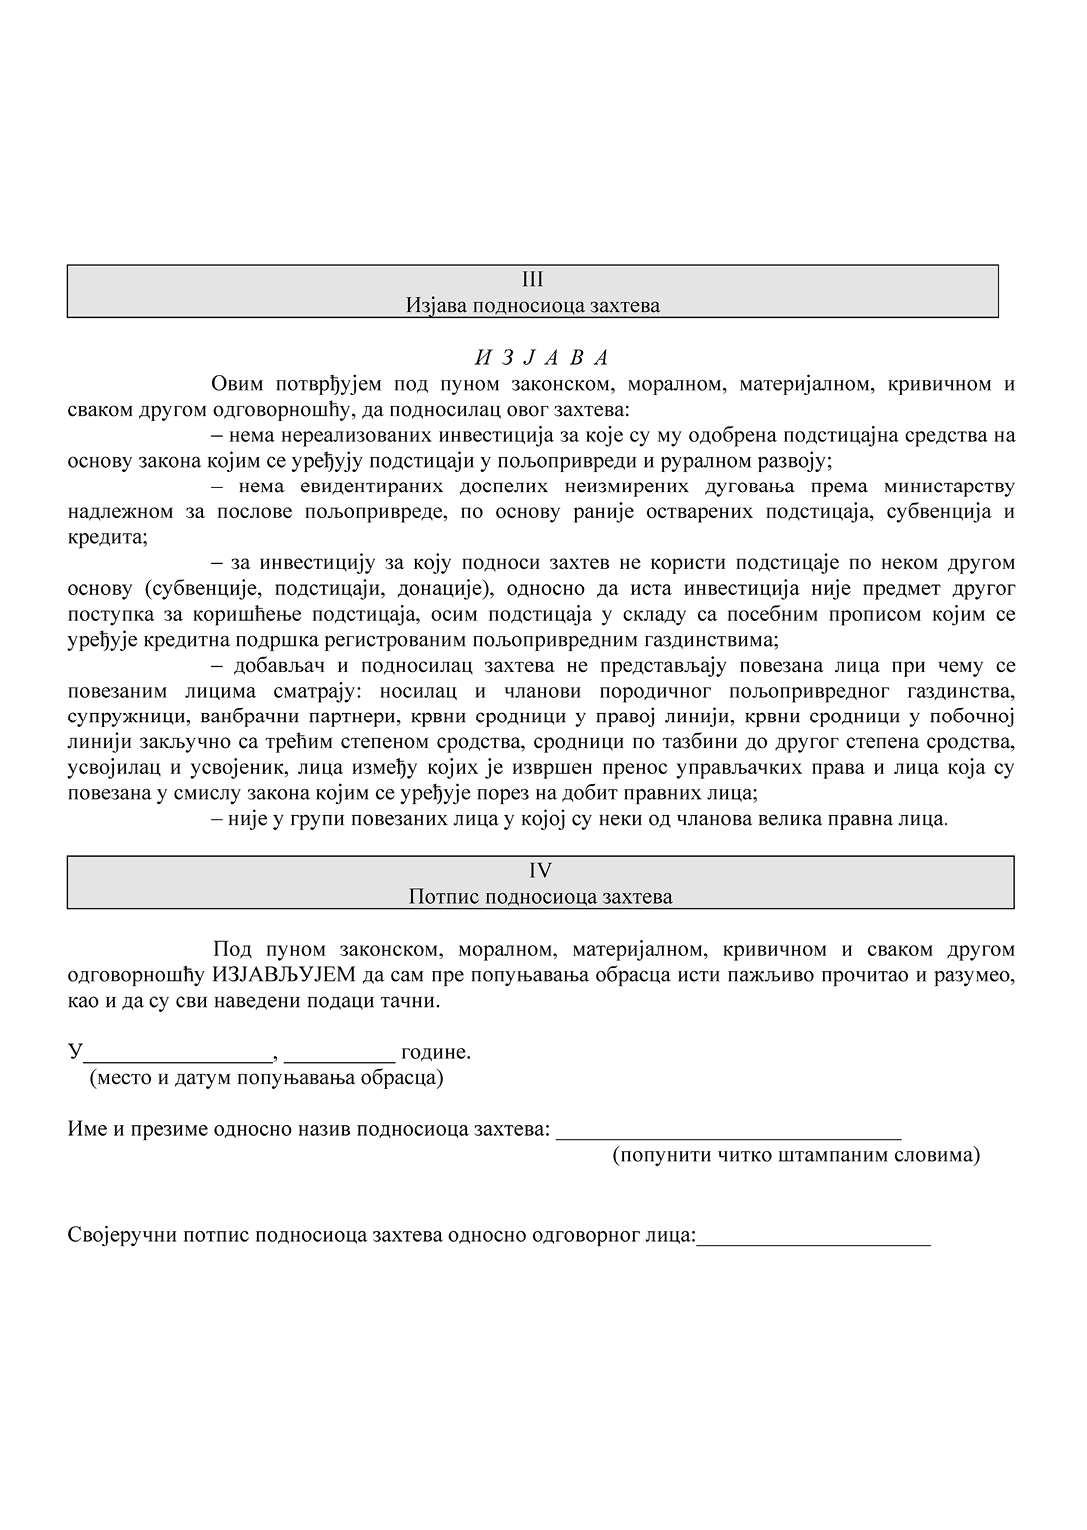 III
Изјава подносиоца захтева
И З Ј А В А
Овим потврђујем под пуном законском, моралном, материјалном, кривичном и
сваком другом одговорношћу, да подносилац овог захтева:
– нема нереализованих инвестиција за које су му одобрена подстицајна средства на
основу закона којим се уређују подстицаји у пољопривреди и руралном развоју;
– нема евидентираних доспелих неизмирених дуговања према министарству
надлежном за послове пољопривреде, по основу раније остварених подстицаја, субвенција и
кредита;
– за инвестицију за коју подноси захтев не користи подстицаје по неком другом
основу (субвенције, подстицаји, донације), односно да иста инвестиција није предмет другог
поступка за коришћење подстицаја, осим подстицаја у складу са посебним прописом којим се
уређује кредитна подршка регистрованим пољопривредним газдинствима;
– добављач и подносилац захтева не представљају повезана лица при чему се
повезаним лицима сматрају: носилац и чланови породичног пољопривредног газдинства,
супружници, ванбрачни партнери, крвни сродници у правој линији, крвни сродници у побочној
линији закључно са трећим степеном сродства, сродници по тазбини до другог степена сродства,
усвојилац и усвојеник, лица између којих је извршен пренос управљачких права и лица која су
повезана у смислу закона којим се уређује порез на добит правних лица;
– није у групи повезаних лица у којој су неки од чланова велика правна лица.
IV
Потпис подносиоца захтева
Под пуном законском, моралном, материјалном, кривичном и сваком другом
одговорношћу ИЗЈАВЉУЈЕМ да сам пре попуњавања обрасца исти пажљиво прочитао и разумео,
као и да су сви наведени подаци тачни.
У_________________, __________ године.
(место и датум попуњавања обрасца)
Име и презиме односно назив подносиоца захтева: _______________________________
(попунити читко штампаним словима)
Својеручни потпис подносиоца захтева односно одговорног лица:_____________________